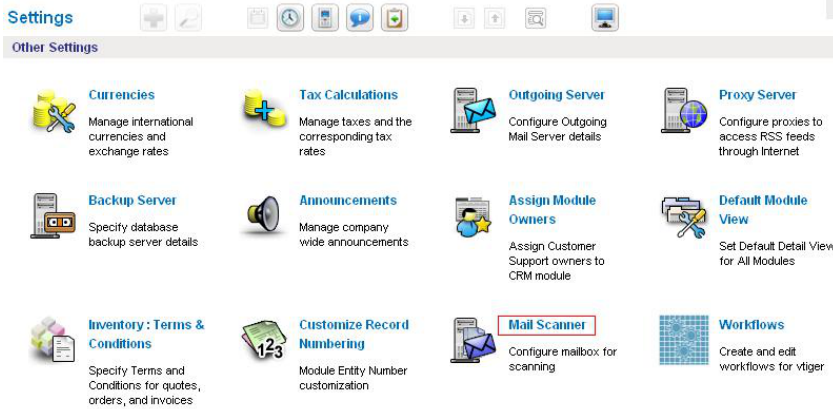 Settings
Other Settings
Currencies
Manage international
currencies and
exchange rates
Tax Calculations
Manage taxes and the
corresponding tax
rates
Outgoing Server
Configure Outgoing
Mail Server details
Proxy Server
Configure proxies to
access RSS feeds
through Internet
Backup Server
Specify database
backup server details
Announcements
Manage company
wide announcements
Assign Module
Owners
Assign Customer
Support owners to
CRM module
Default Module
View
Set Default Detail View
for All Modules
Inventory : Terms &
Conditions
Specify Terms and
Conditions for quotes,
orders, and invoices
123
Customize Record
Numbering
Module Entity Number
customization
Mail Scanner
Configure mailbox for
scanning
Workflows
Create and edit
workflows for vtiger